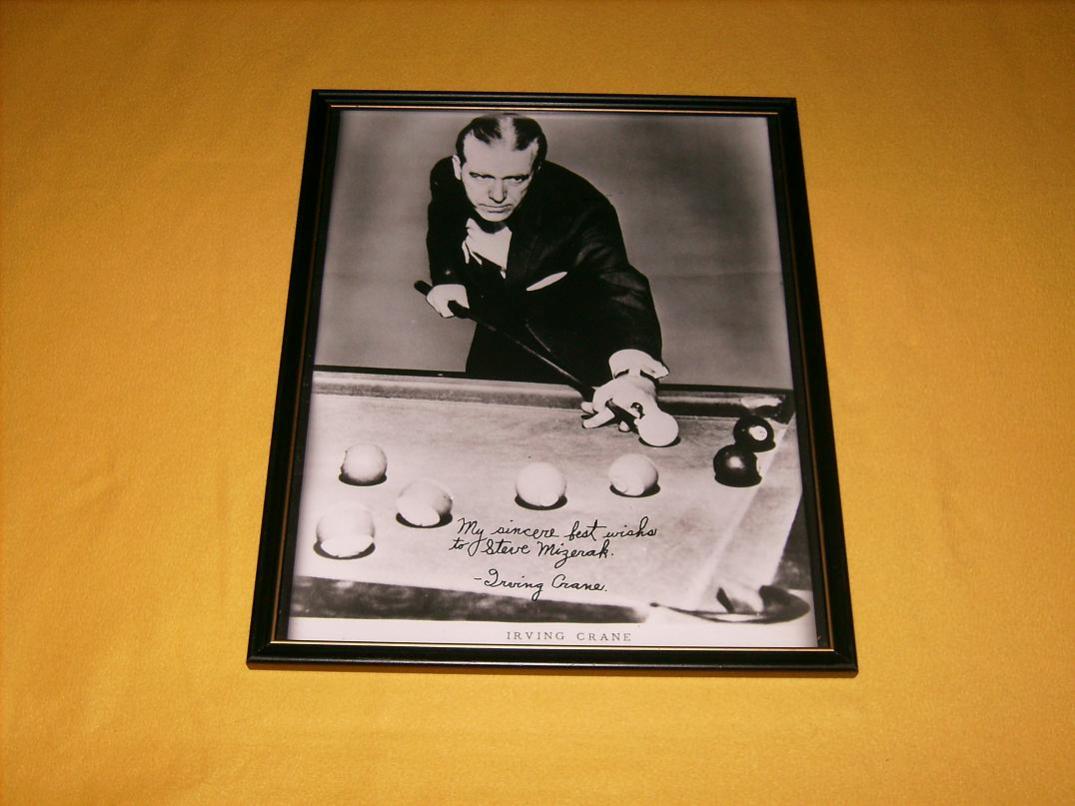 My sincere best wishes
to Steve Mizerak.
-Irving Crane.
IRVING CRANE